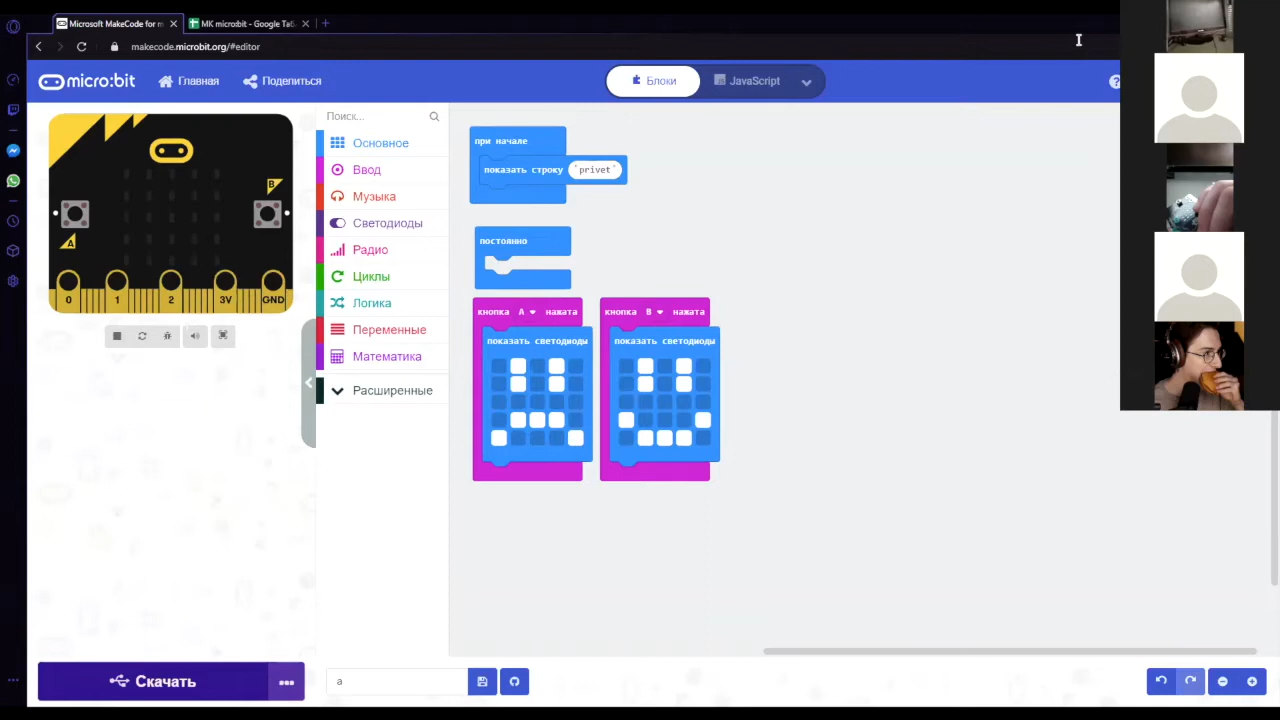 Microsoft MakeCode for m
MK microbit - Google Таб
makecode.microbit.org/#editor
micro:bit
Главная
Поделиться
Блоки
JavaScript
?
Поиск...
при начале
показать строку `privet`
Основное
Ввод
Музыка
Светодиоды
Радио
Циклы
Логика
Переменные
Математика
Расширенные
B
A
0 1 2 3V GND
постоянно
кнопка A нажата
кнопка B нажата
показать светодиоды
показать светодиоды
Скачать
a